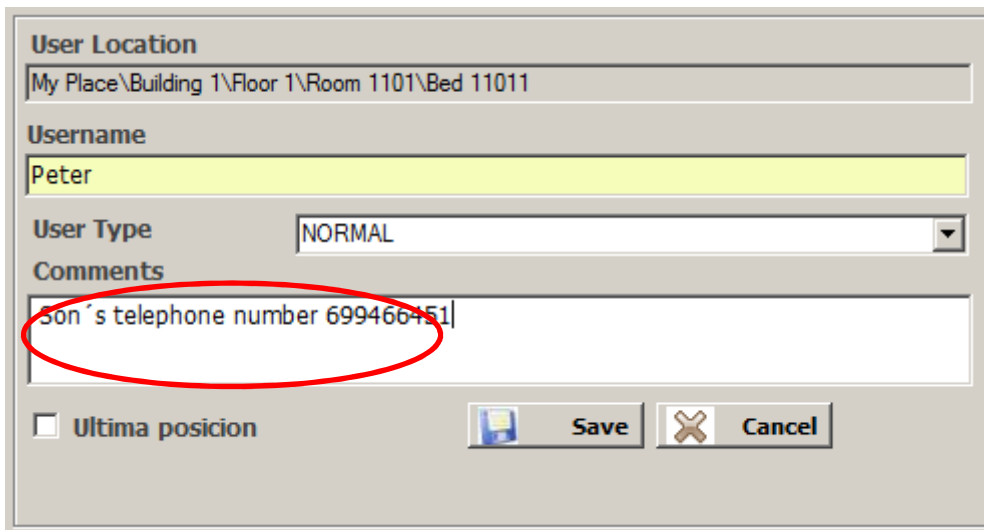 User Location
My Place\Building 1\Floor 1\Room 1101\Bed 11011
Username
Peter
User Type NORMAL
Comments
Son´s telephone number 699466451
Ultima posicion Save Cancel